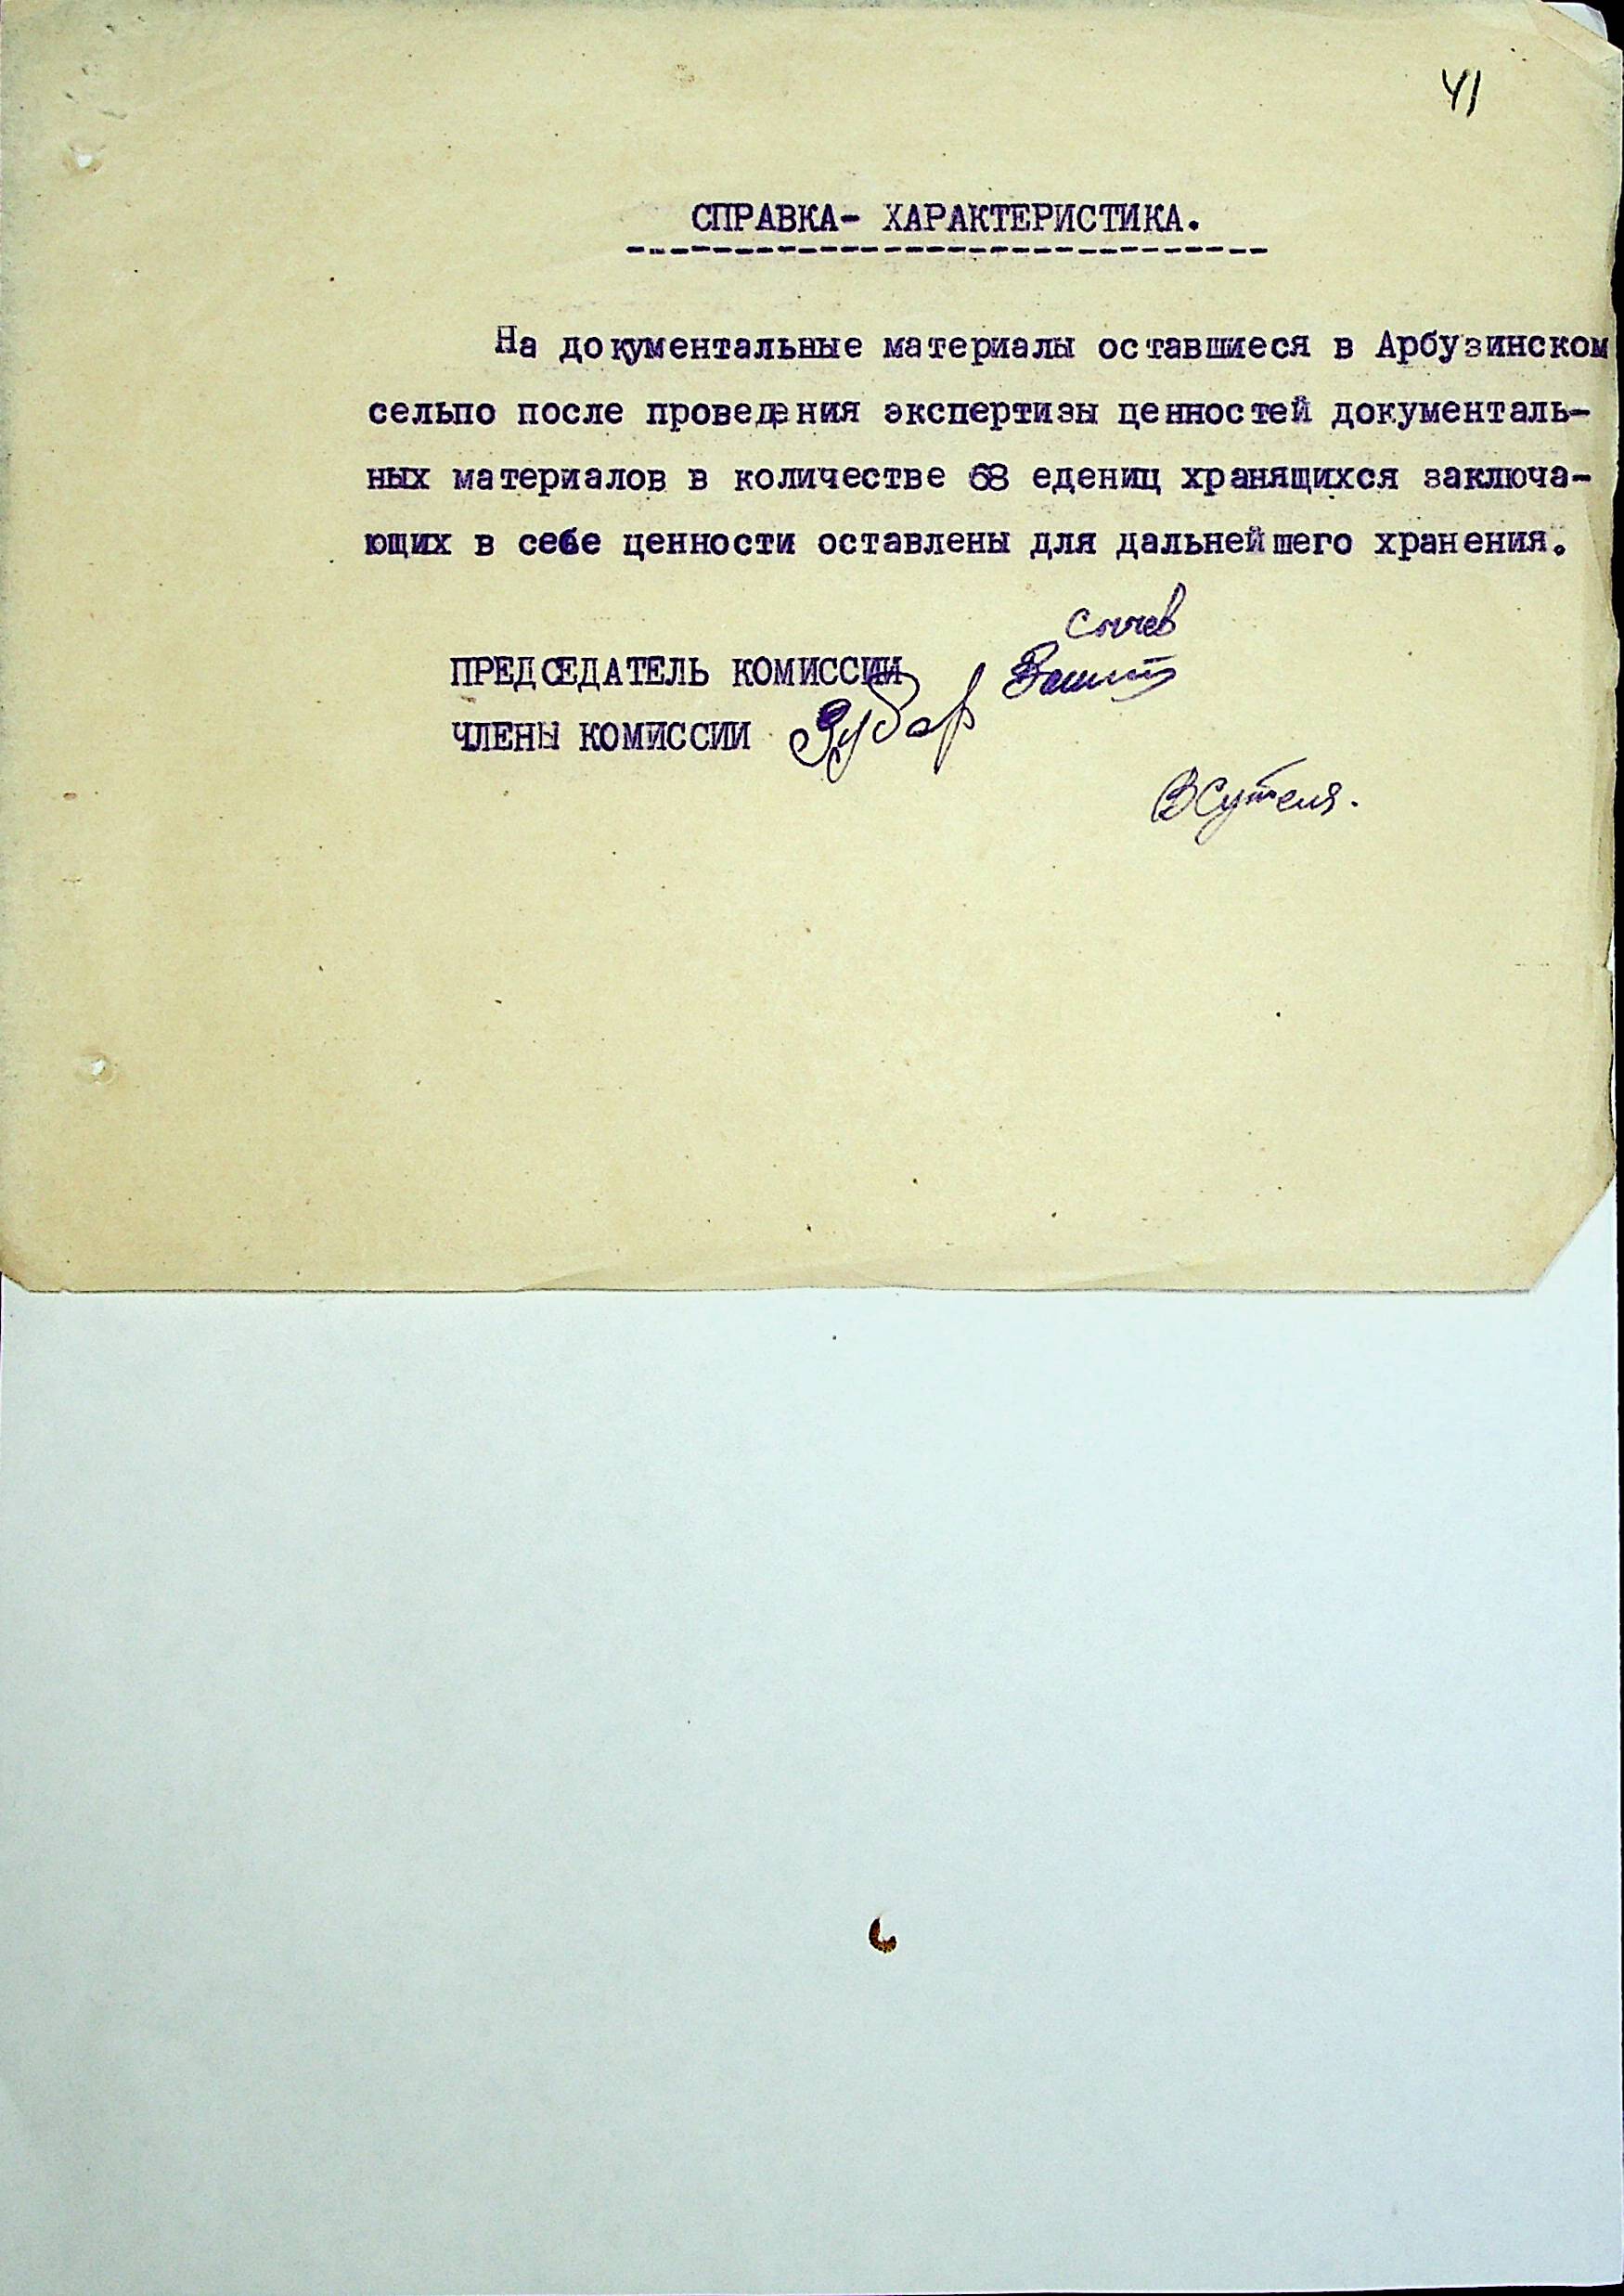 41
СПРАВКА- ХАРАКТЕРИСТИКА.
На документальные материалы оставшиеся в Арбузинском
сельпо после проведения экспертизы ценностей документаль-
ных материалов в количестве 68 едениц хранящихся заключа-
ющих в себе ценности оставлены для дальнейшего хранения.
ПРЕДСЕДАТЕЛЬ КОМИССИИ
ЧЛЕНЫ КОМИССИИ